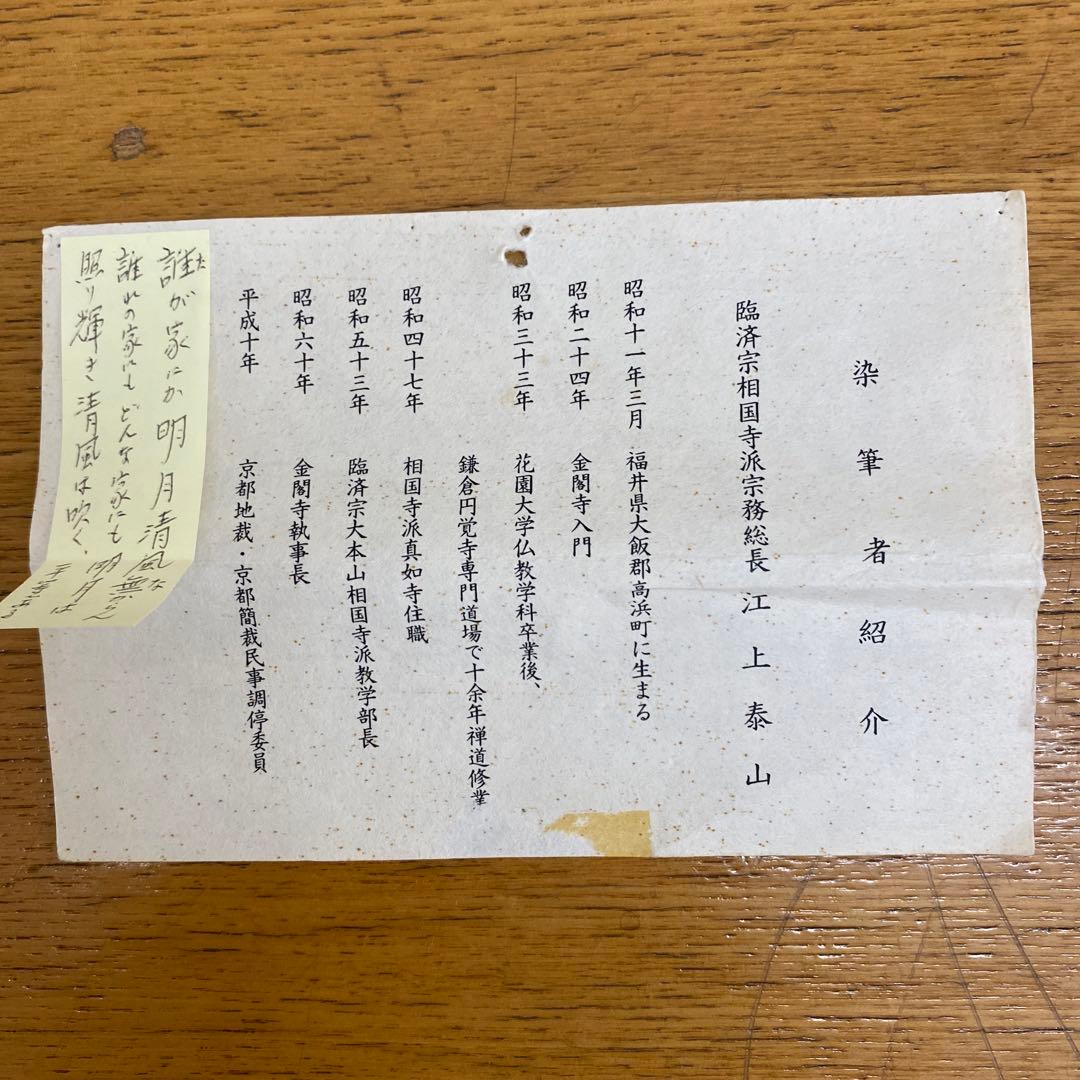 染筆者紹介
臨済宗相国寺派宗務総長 江上泰山
昭和十一年三月 福井県大飯郡高浜町に生まる
昭和二十四年 金閣寺入門
昭和三十三年 花園大学仏教学科卒業後、
鎌倉円覚寺専門道場で十余年禅道修業
昭和四十七年 相国寺派真如寺住職
昭和五十三年 臨済宗大本山相国寺派教学部長
昭和六十年 金閣寺執事長
平成十年 京都地裁・京都簡裁民事調停委員
誰が家にか明月清風無からん
誰れの家にもどんな家にも明月は
照り輝き清風は吹く、